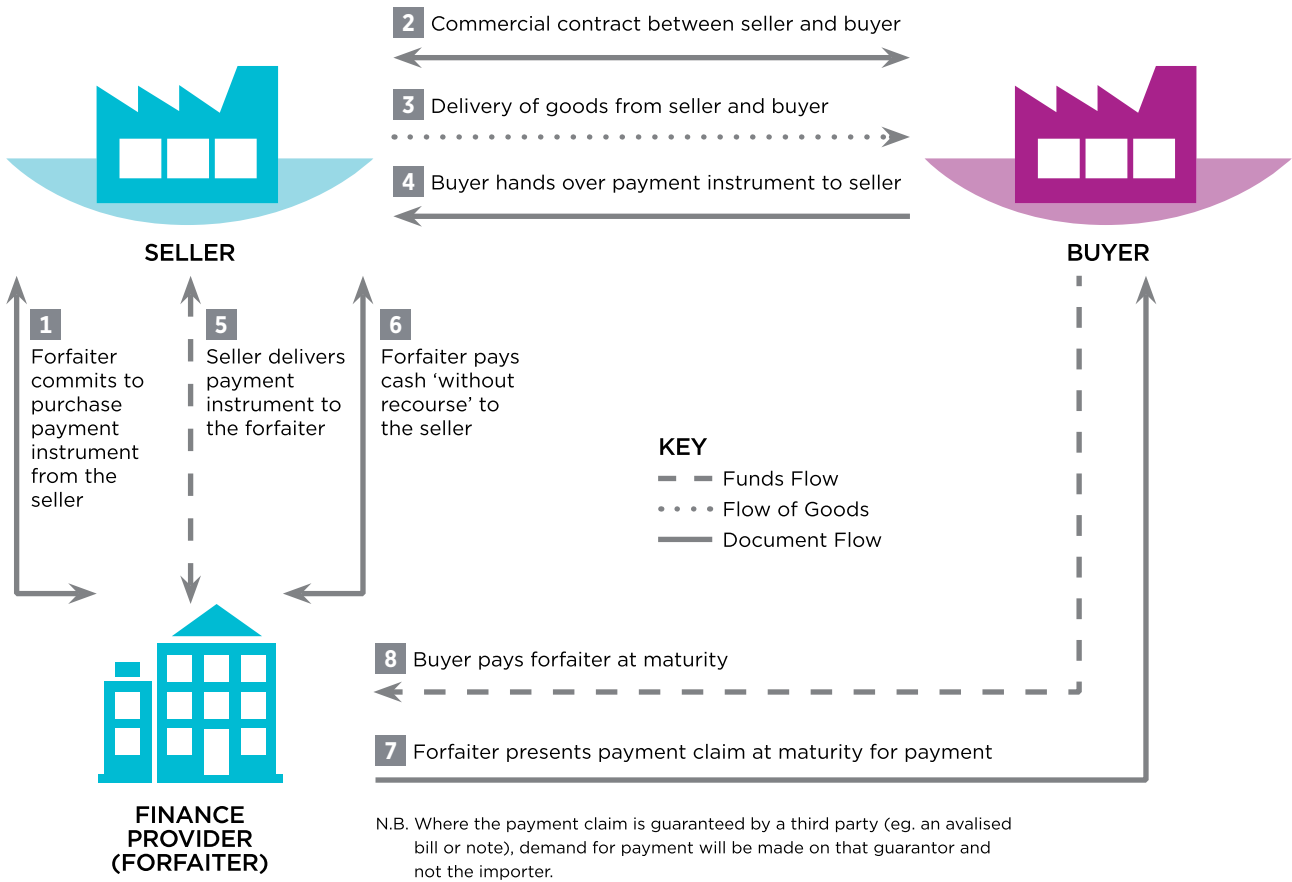 2 Commercial contract between seller and buyer
3 Delivery of goods from seller and buyer
4 Buyer hands over payment instrument to seller
SELLER
BUYER
1
Forfaiter
commits to
purchase
payment
instrument
from the
seller
5
Seller delivers
payment
instrument to
the forfaiter
6
Forfaiter pays
cash ‘without
recourse’ to
the seller
KEY
Funds Flow
Flow of Goods
Document Flow
8 Buyer pays forfaiter at maturity
7 Forfaiter presents payment claim at maturity for payment
FINANCE
PROVIDER
(FORFAITER)
N.B. Where the payment claim is guaranteed by a third party (eg. an avalised
bill or note), demand for payment will be made on that guarantor and
not the importer.